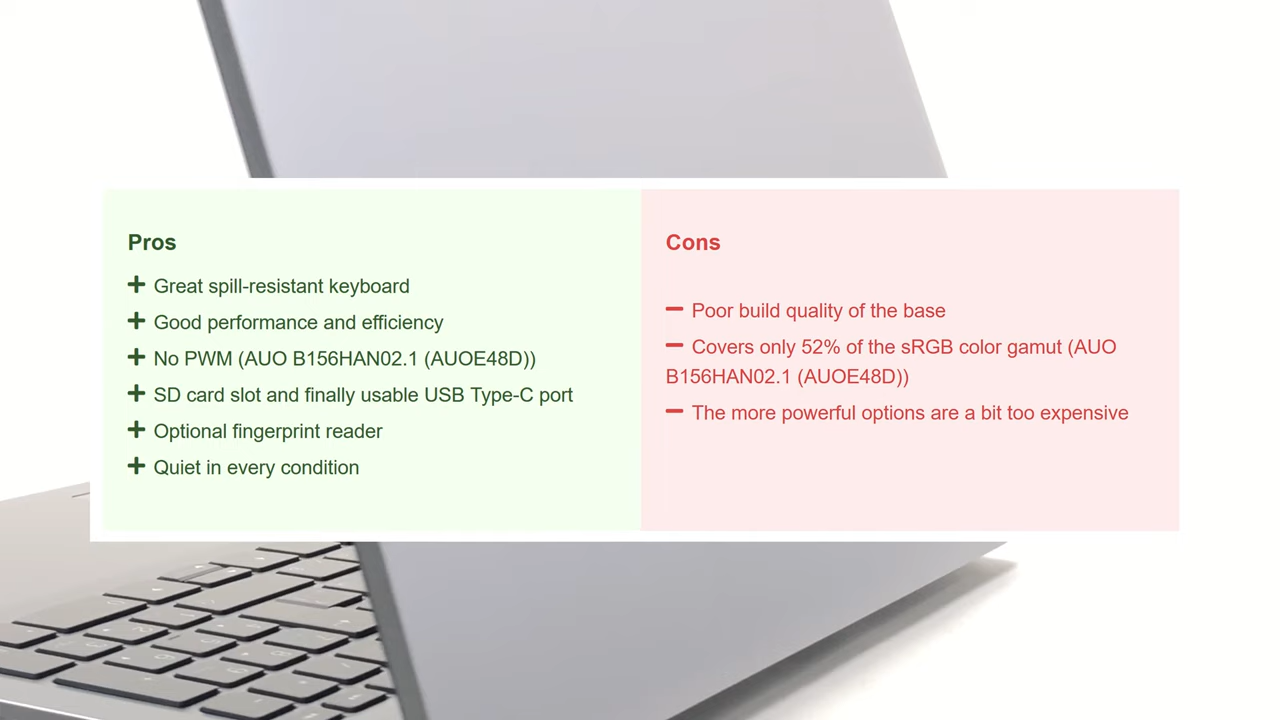 Pros
Great spill-resistant keyboard
Good performance and efficiency
No PWM (AUO B156HAN02.1 (AUOE48D))
SD card slot and finally usable USB Type-C port
Optional fingerprint reader
Quiet in every condition
Cons
Poor build quality of the base
Covers only 52% of the sRGB color gamut (AUO
B156HAN02.1 (AUOE48D))
The more powerful options are a bit too expensive